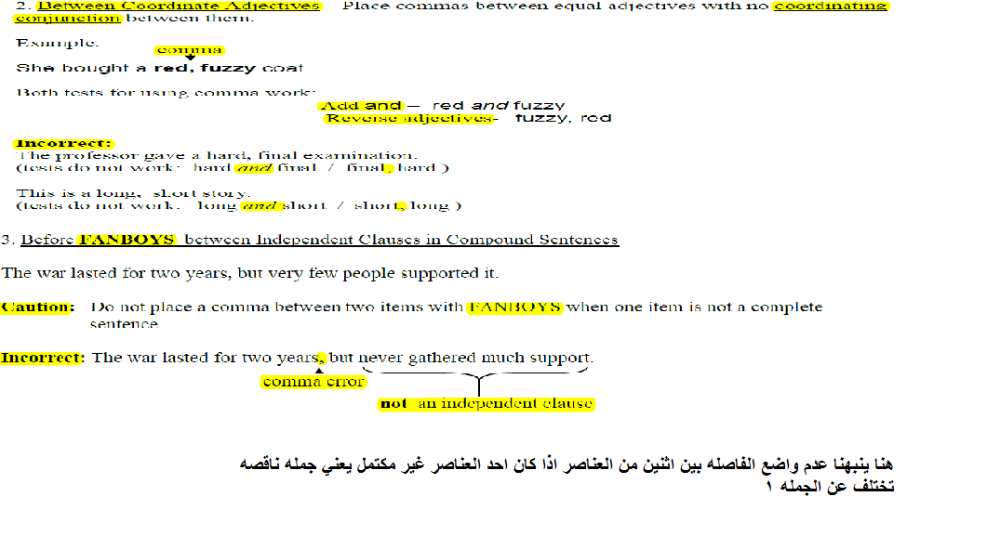 2. Between Coordinate Adjectives Place commas between equal adjectives with no coordinating
conjunction between them.
Example.
comma
She bought a red, fuzzy coat
Both tests for using comma work:
Add and – red and fuzzy
Reverse adjectives- fuzzy, red
Incorrect:
The professor gave a hard, final examination.
(tests do not work: hard and final / final, hard )
This is a long, short story.
(tests do not work. long and short / short, long )
3. Before FANBOYS between Independent Clauses in Compound Sentences
The war lasted for two years, but very few people supported it.
Caution: Do not place a comma between two items with FANBOYS when one item is not a complete
sentence
Incorrect: The war lasted for two years, but never gathered much support.
comma error
not an independent clause
هنا ينبهنا عدم واضع الفاصله بين اثنين من العناصر اذا كان احد العناصر غير مكتمل يعني جمله ناقصه
تختلف عن الجمله ١